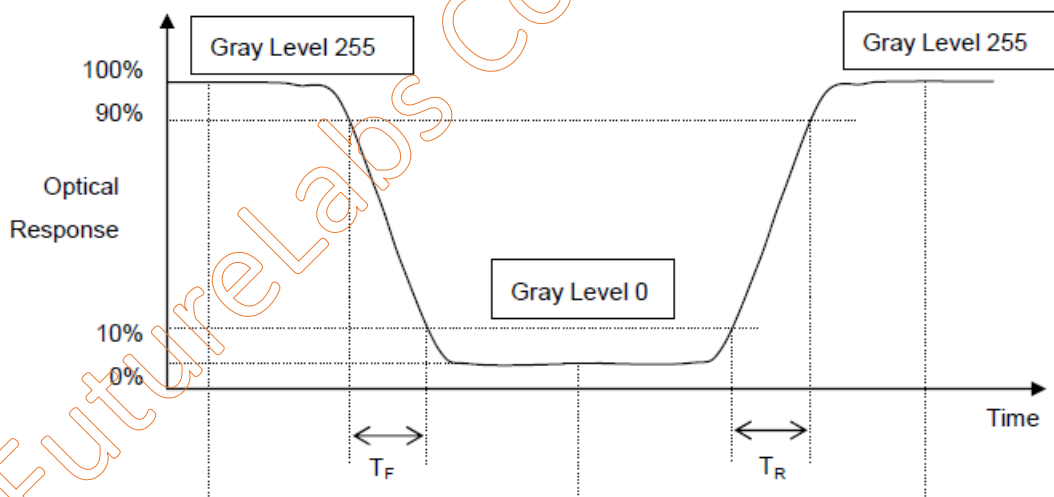 Gray Level 255
Gray Level 255
100%
90%
Optical
Response
Gray Level 0
10%
0%
Time
TF
TR
FutureLabs Co